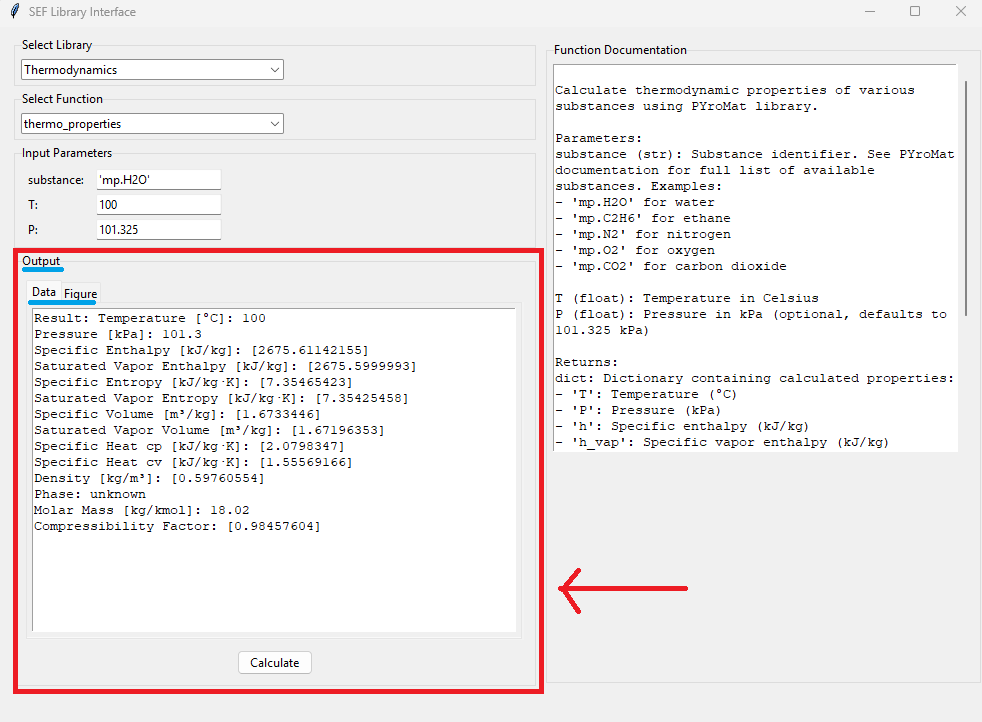 SEF Library Interface
Select Library
Thermodynamics
Select Function
thermo_properties
Input Parameters
substance: 'mp.H2O'
T: 100
P: 101.325
Output
Data Figure
Result: Temperature [°C]: 100
Pressure [kPa]: 101.3
Specific Enthalpy [kJ/kg]: [2675.61142155]
Saturated Vapor Enthalpy [kJ/kg]: [2675.5999993]
Specific Entropy [kJ/kg·K]: [7.35465423]
Saturated Vapor Entropy [kJ/kg·K]: [7.35425458]
Specific Volume [m³/kg]: [1.6733446]
Saturated Vapor Volume [m³/kg]: [1.67196353]
Specific Heat cp [kJ/kg·K]: [2.0798347]
Specific Heat cv [kJ/kg·K]: [1.55569166]
Density [kg/m³]: [0.59760554]
Phase: unknown
Molar Mass [kg/kmol]: 18.02
Compressibility Factor: [0.98457604]
Calculate
Function Documentation
Calculate thermodynamic properties of various
substances using PYroMat library.
Parameters:
substance (str): Substance identifier. See PYroMat
documentation for full list of available
substances. Examples:
- 'mp.H2O' for water
- 'mp.C2H6' for ethane
- 'mp.N2' for nitrogen
- 'mp.O2' for oxygen
- 'mp.CO2' for carbon dioxide
T (float): Temperature in Celsius
P (float): Pressure in kPa (optional, defaults to
101.325 kPa)
Returns:
dict: Dictionary containing calculated properties:
- 'T': Temperature (°C)
- 'P': Pressure (kPa)
- 'h': Specific enthalpy (kJ/kg)
- 'h_vap': Specific vapor enthalpy (kJ/kg)